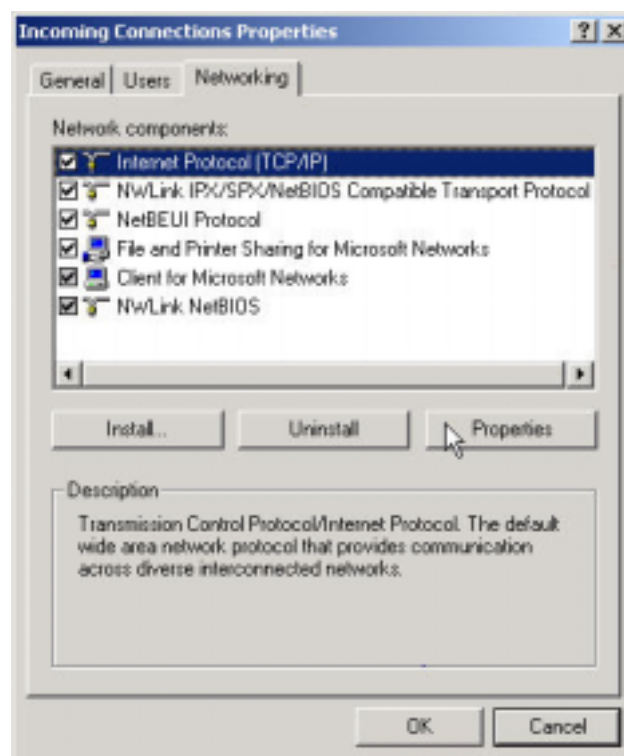 Incoming Connections Properties
General Users Networking
Network components:
Internet Protocol (TCP/IP)
NWLink IPX/SPX/NetBIOS Compatible Transport Protocol
NetBEUI Protocol
File and Printer Sharing for Microsoft Networks
Client for Microsoft Networks
NWLink NetBIOS
Install... Uninstall Properties
Description
Transmission Control Protocol/Internet Protocol. The default
wide area network protocol that provides communication
across diverse interconnected networks.
OK Cancel